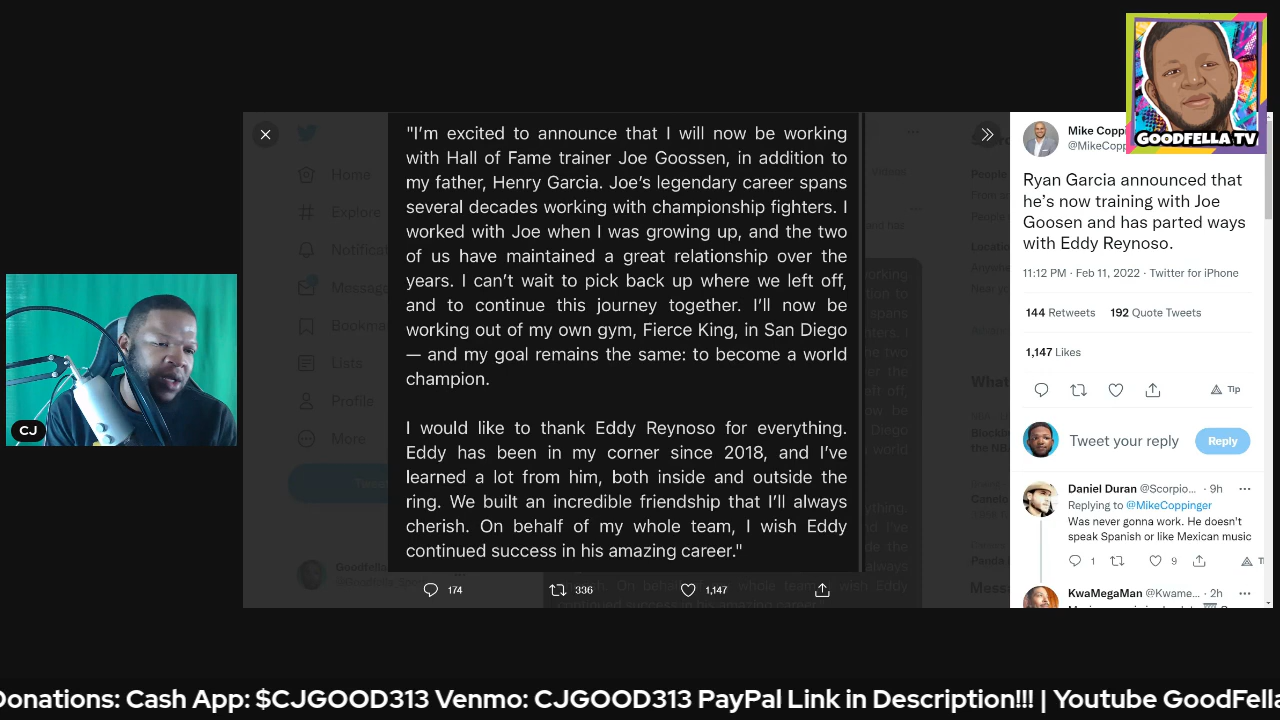 GOODFELLA TV
"I'm excited to announce that I will now be working
with Hall of Fame trainer Joe Goossen, in addition to
my father, Henry Garcia. Joe's legendary career spans
several decades working with championship fighters. I
worked with Joe when I was growing up, and the two
of us have maintained a great relationship over the
years. I can't wait to pick back up where we left off,
and to continue this journey together. I'll now be
working out of my own gym, Fierce King, in San Diego
— and my goal remains the same: to become a world
champion.
I would like to thank Eddy Reynoso for everything.
Eddy has been in my corner since 2018, and I've
learned a lot from him, both inside and outside the
ring. We built an incredible friendship that I'll always
cherish. On behalf of my whole team, I wish Eddy
continued success in his amazing career."
174 336 1,147
Home
Explore
Notificat
Message
Bookma
Lists
Profile
More
Tweet
Mike Coppi
@MikeCopp
Ryan Garcia announced that
he's now training with Joe
Goosen and has parted ways
with Eddy Reynoso.
11:12 PM · Feb 11, 2022 · Twitter for iPhone
144 Retweets 192 Quote Tweets
1,147 Likes
Tip
Tweet your reply Reply
Daniel Duran @Scorpio... · 9h
Replying to @MikeCoppinger
Was never gonna work. He doesn't
speak Spanish or like Mexican music
1 9
KwaMegaMan @Kwame... · 2h
CJ
Donations: Cash App: $CJGOOD313 Venmo: CJGOOD313 PayPal Link in Description!!! | Youtube GoodFella